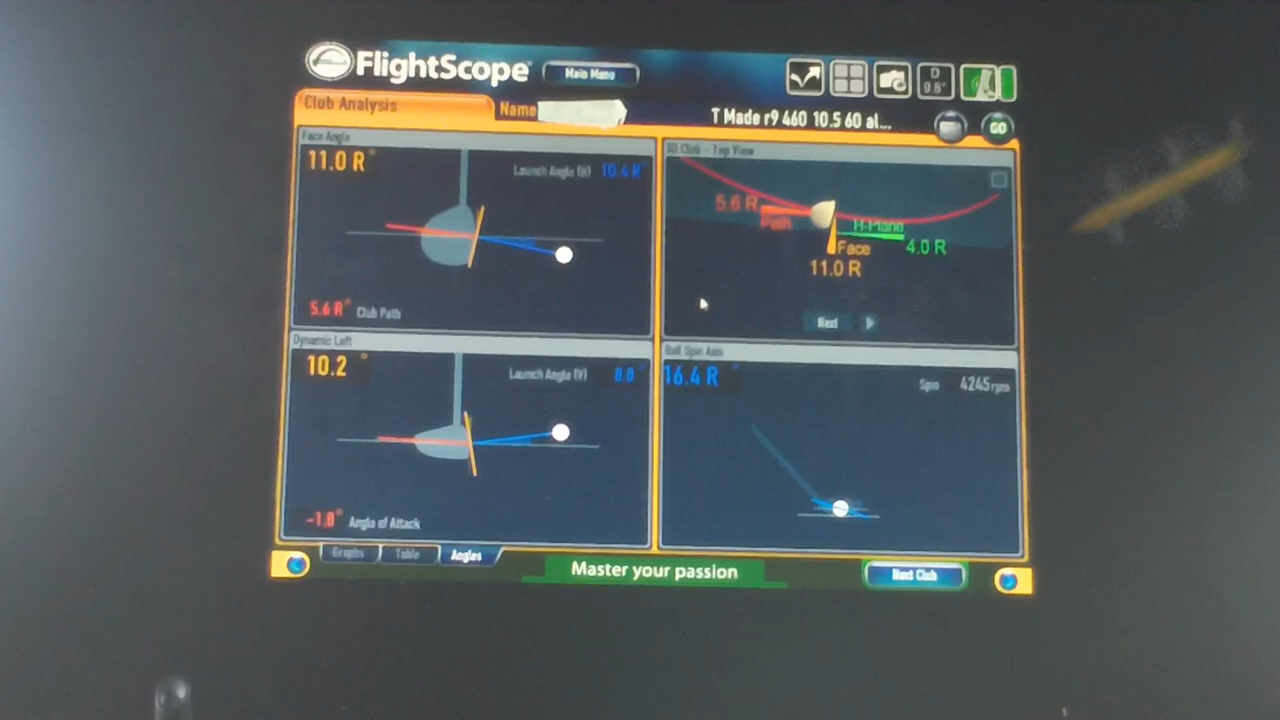 FlightScope
Main Menu
D
9.6°
Club Analysis
Name
T Made r9 460 10.5 60 al...
GO
Face Angle
11.0 R°
Launch Angle (H) 10.4 R°
5.6 R° Club Path
3D Club - Top View
5.6 R
Path
H-Plane
4.0 R
Face
11.0 R
Next
Dynamic Loft
10.2 °
Launch Angle (V) 8.8 °
-1.0° Angle of Attack
Ball Spin Axis
16.4 R °
Spin 4245 rpm
Graphs
Table
Angles
Master your passion
Next Club